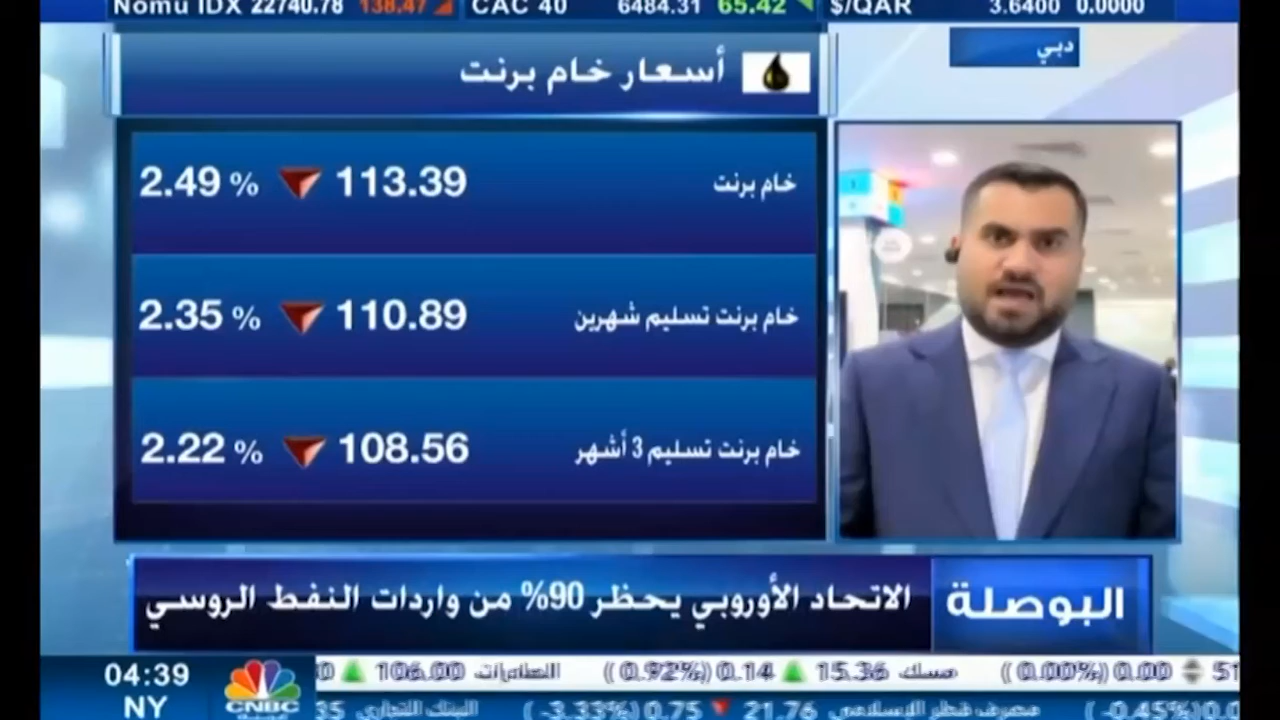 Nomu IDX 22740.78 138.47 CAC 40 6484.31 65.42 $/QAR 3.6400 0.0000
دبي
أسعار خام برنت
خام برنت 113.39 2.49 %
خام برنت تسليم شهرين 110.89 2.35 %
خام برنت تسليم 3 أشهر 108.56 2.22 %
البوصلة
الاتحاد الأوروبي يحظر 90% من واردات النفط الروسي
04:39
NY
CNBC
عربية
51 0.00 (0.00%) مسك 15.36 0.14 (0.92%) العقارات 106.00
(-0.45%) مصرف قطر الإسلامي 21.76 0.75 (-3.33%) البنك التجاري